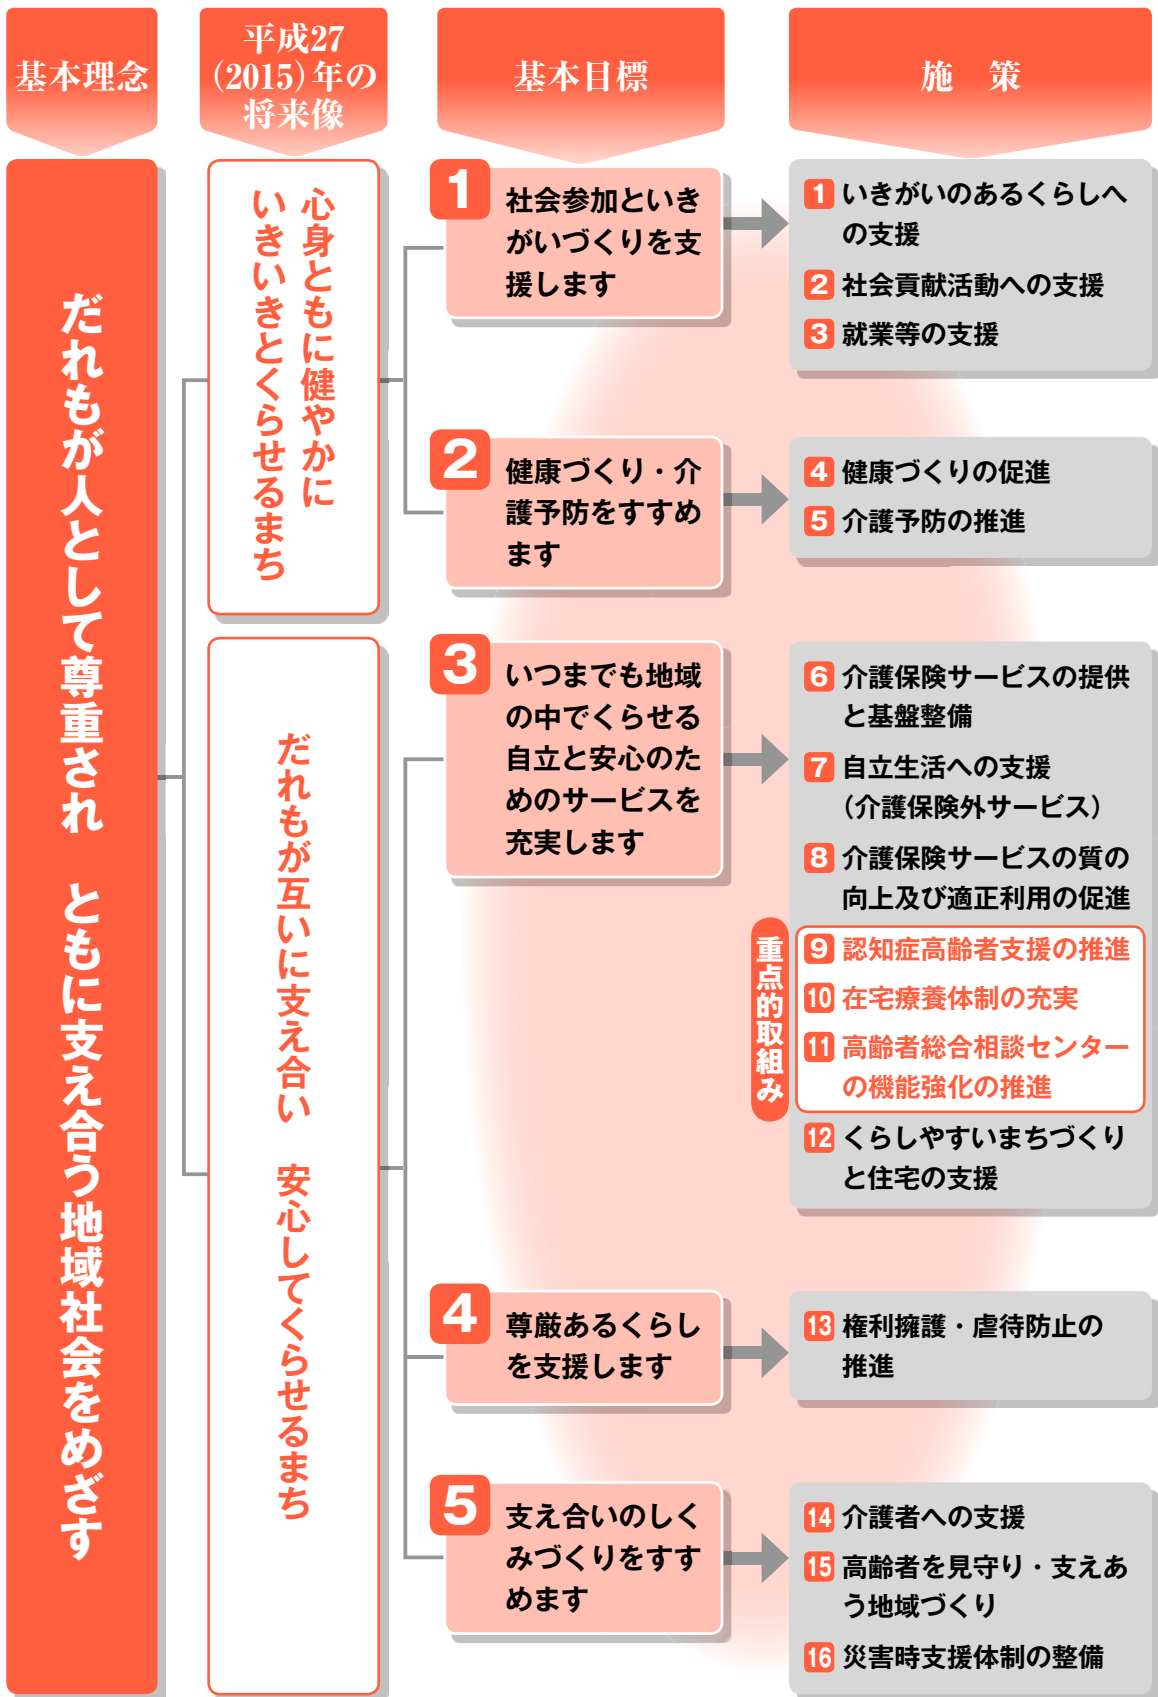 基本理念
平成27
(2015)年の
将来像
基本目標
施　策
だれもが人として尊重され　ともに支え合う地域社会をめざす
心身ともに健やかに
いきいきとくらせるまち
1
社会参加といき
がいづくりを支
援します
1 いきがいのあるくらしへ
の支援
2 社会貢献活動への支援
3 就業等の支援
2
健康づくり・介
護予防をすすめ
ます
4 健康づくりの促進
5 介護予防の推進
だれもが互いに支え合い　安心してくらせるまち
3
いつまでも地域
の中でくらせる
自立と安心のた
めのサービスを
充実します
6 介護保険サービスの提供
と基盤整備
7 自立生活への支援
(介護保険外サービス)
8 介護保険サービスの質の
向上及び適正利用の促進
重点的取組み
9 認知症高齢者支援の推進
10 在宅療養体制の充実
11 高齢者総合相談センター
の機能強化の推進
12 くらしやすいまちづくり
と住宅の支援
4
尊厳あるくらし
を支援します
13 権利擁護・虐待防止の
推進
5
支え合いのしく
みづくりをすす
めます
14 介護者への支援
15 高齢者を見守り・支えあ
う地域づくり
16 災害時支援体制の整備